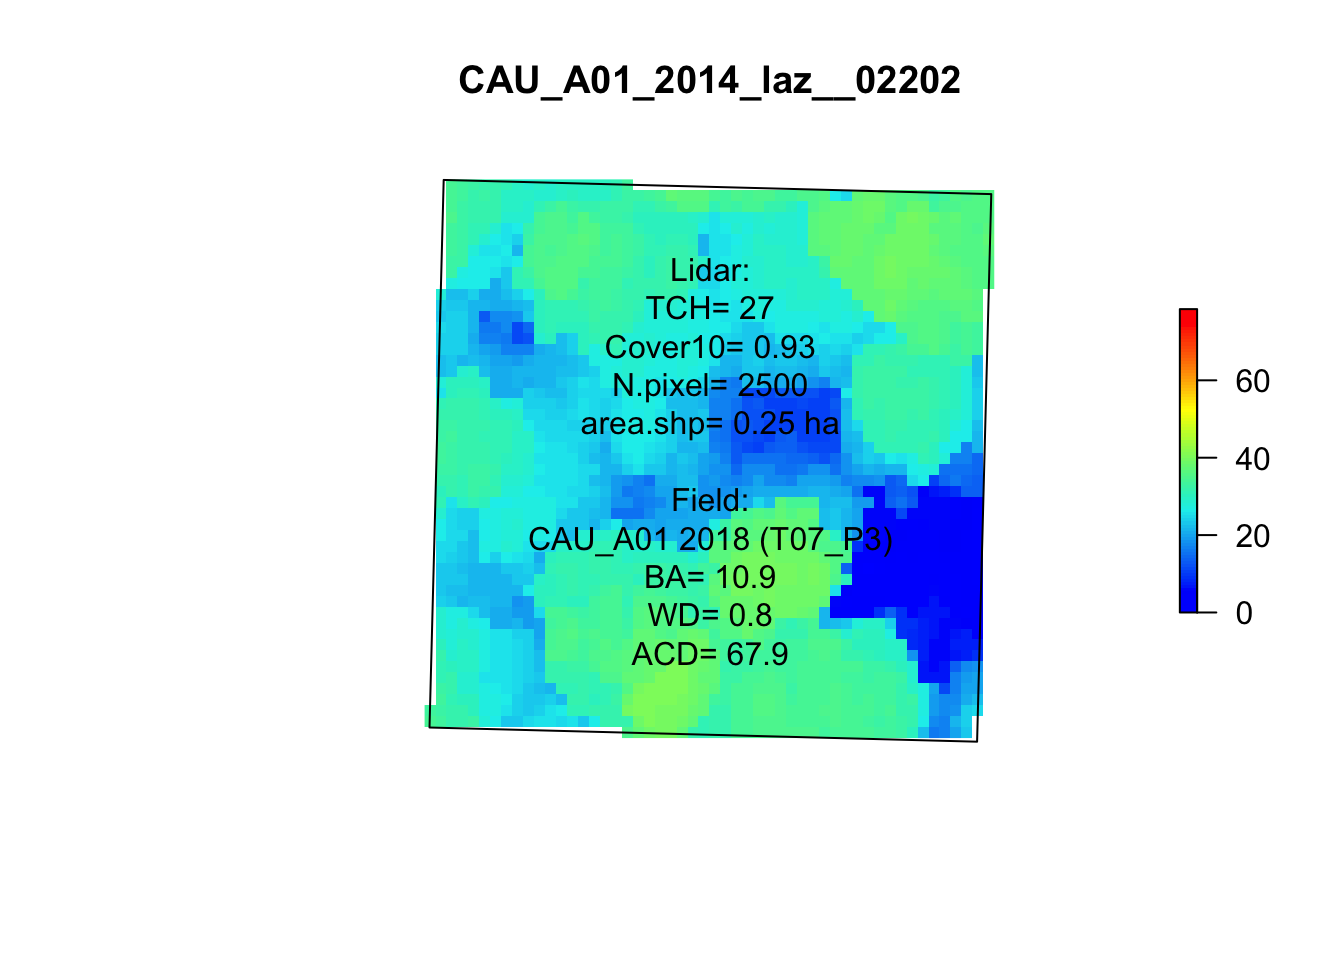 CAU_A01_2014_laz__02202
Lidar:
TCH= 27
Cover10= 0.93
N.pixel= 2500
area.shp= 0.25 ha
Field:
CAU_A01 2018 (T07_P3)
BA= 10.9
WD= 0.8
ACD= 67.9
60
40
20
0